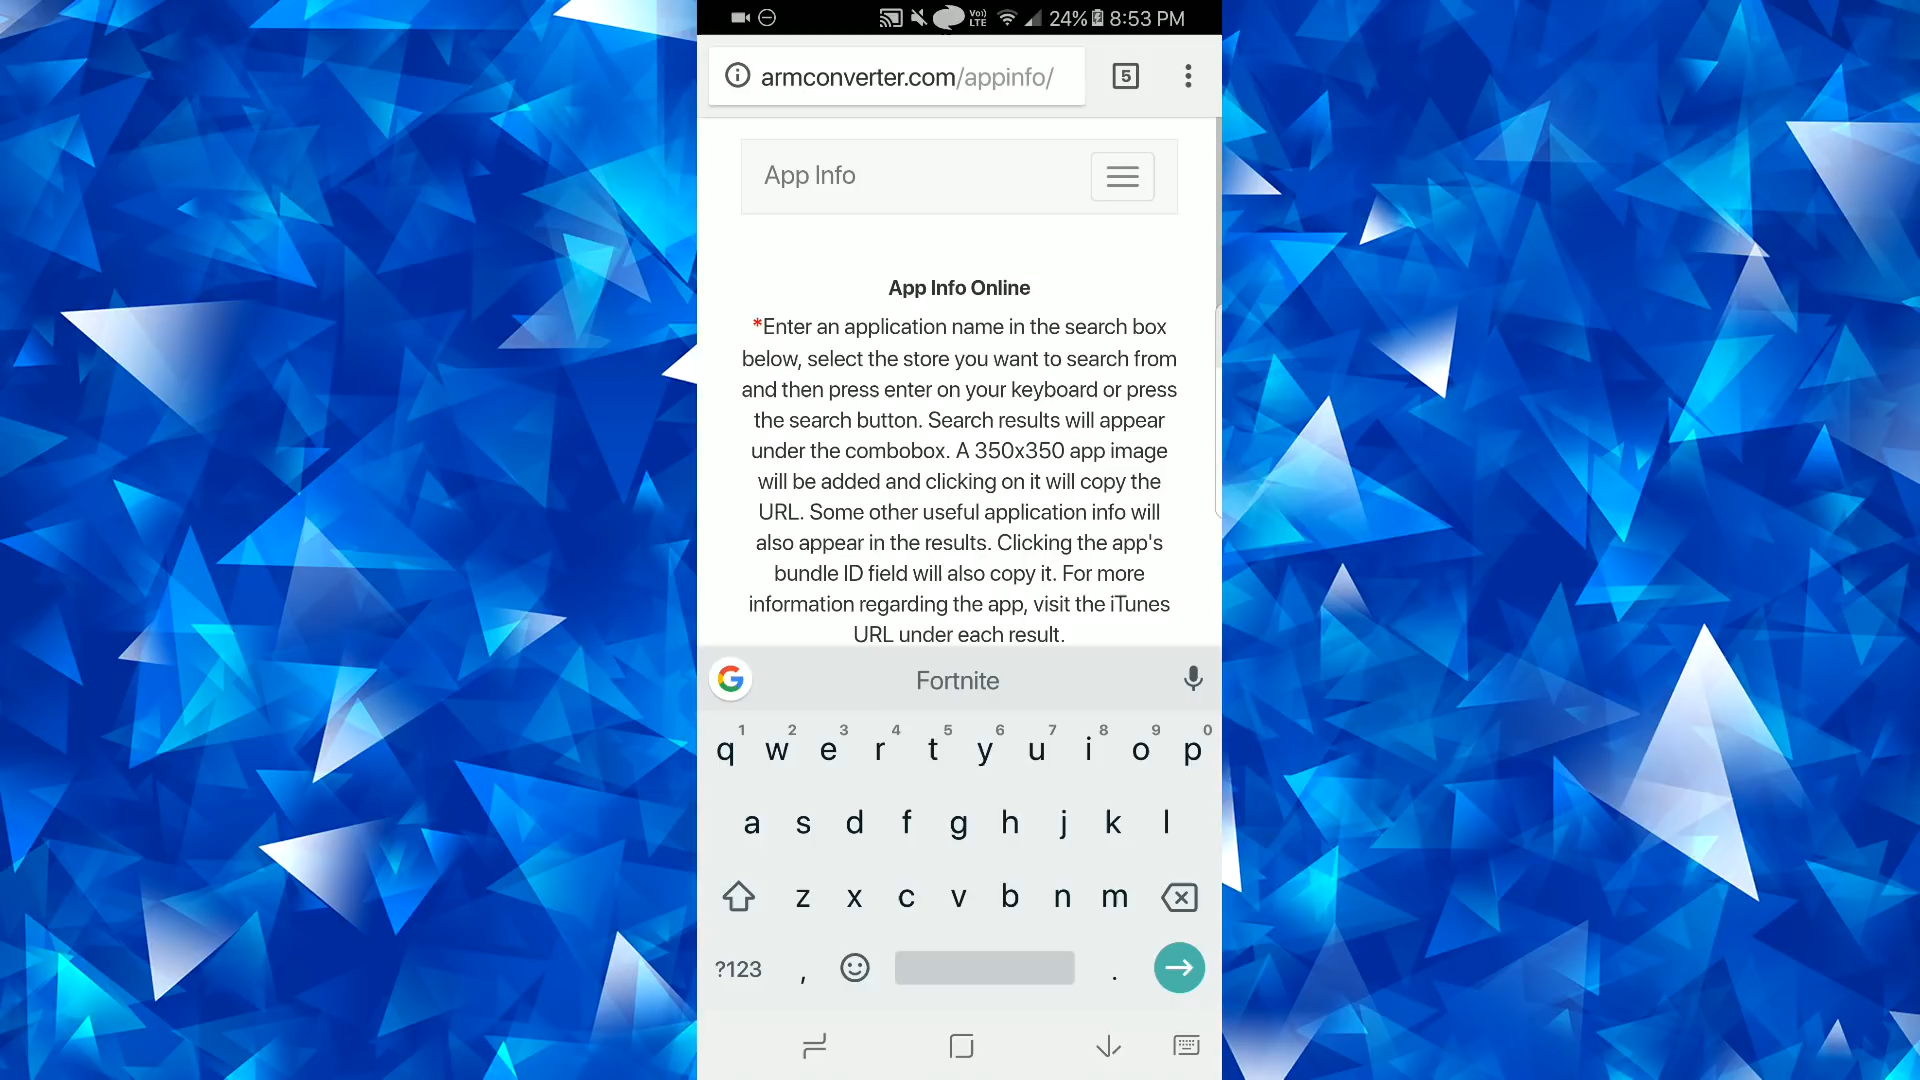 Vo))
LTE
24% 8:53 PM
armconverter.com/appinfo/
5
App Info
App Info Online
*Enter an application name in the search box
below, select the store you want to search from
and then press enter on your keyboard or press
the search button. Search results will appear
under the combobox. A 350x350 app image
will be added and clicking on it will copy the
URL. Some other useful application info will
also appear in the results. Clicking the app's
bundle ID field will also copy it. For more
information regarding the app, visit the iTunes
URL under each result.
G Fortnite
1 2 3 4 5 6 7 8 9 0
q w e r t y u i o p
a s d f g h j k l
z x c v b n m
?123 , .